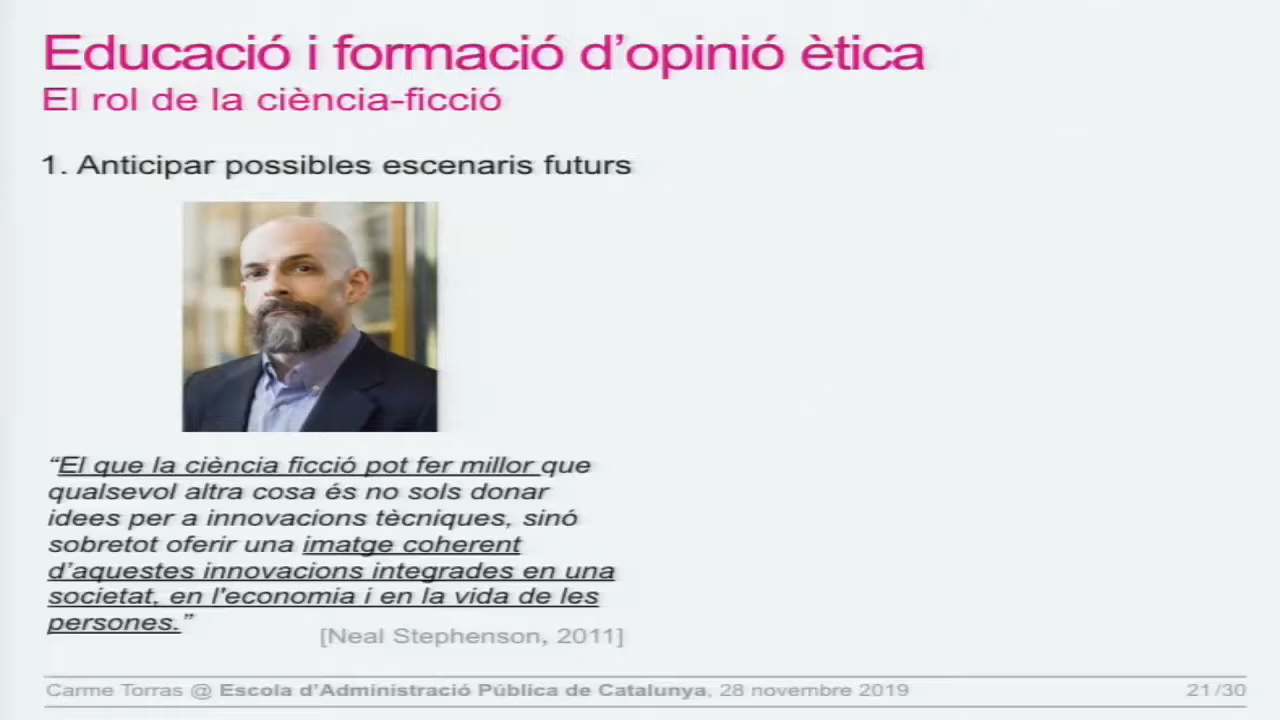 Educació i formació d’opinió ètica
El rol de la ciència-ficció
1. Anticipar possibles escenaris futurs
“El que la ciència ficció pot fer millor que
qualsevol altra cosa és no sols donar
idees per a innovacions tècniques, sinó
sobretot oferir una imatge coherent
d’aquestes innovacions integrades en una
societat, en l'economia i en la vida de les
persones.”
[Neal Stephenson, 2011]
Carme Torras @ Escola d’Administració Pública de Catalunya, 28 novembre 2019
21/30